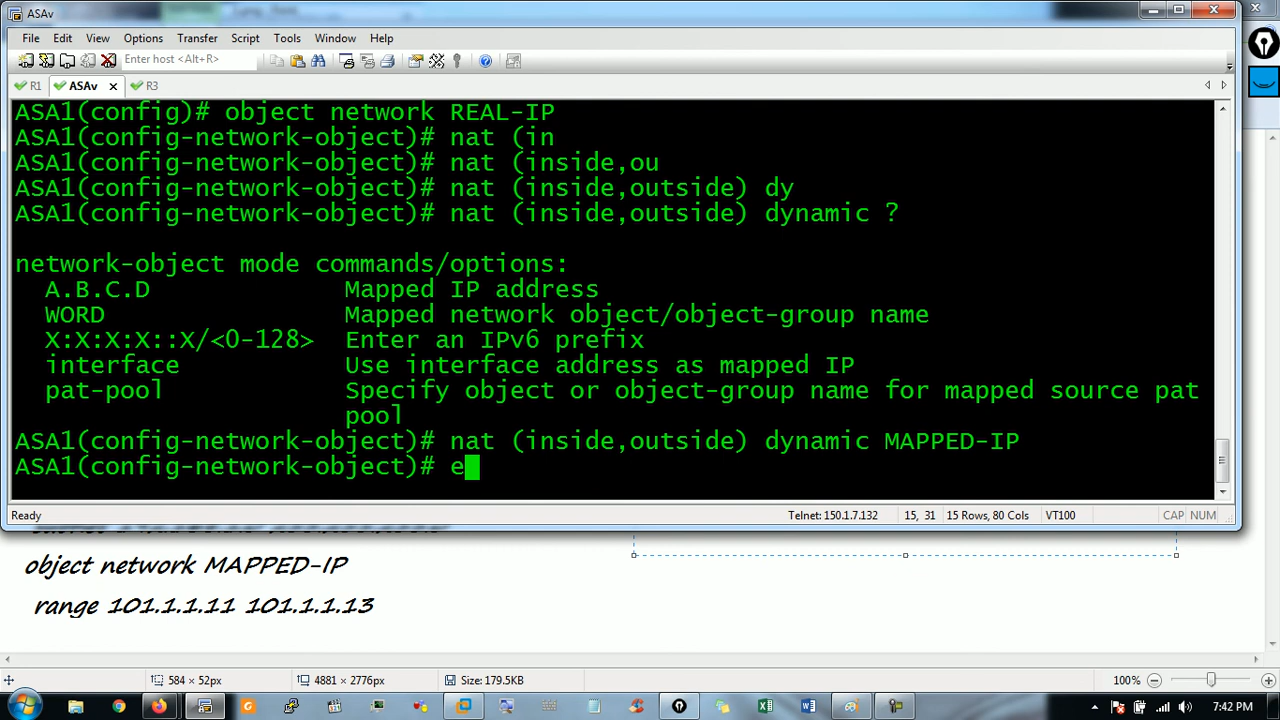 ASAv
File Edit View Options Transfer Script Tools Window Help
Enter host <Alt+R>
R1 ASAv R3
ASA1(config)# object network REAL-IP
ASA1(config-network-object)# nat (in
ASA1(config-network-object)# nat (inside,ou
ASA1(config-network-object)# nat (inside,outside) dy
ASA1(config-network-object)# nat (inside,outside) dynamic ?
network-object mode commands/options:
A.B.C.D Mapped IP address
WORD Mapped network object/object-group name
X:X:X:X::X/<0-128> Enter an IPv6 prefix
interface Use interface address as mapped IP
pat-pool Specify object or object-group name for mapped source pat
pool
ASA1(config-network-object)# nat (inside,outside) dynamic MAPPED-IP
ASA1(config-network-object)# e
Ready Telnet: 150.1.7.132 15, 31 15 Rows, 80 Cols VT100 CAP NUM
object network MAPPED-IP
range 101.1.1.11 101.1.1.13
584 × 52px 4881 × 2776px Size: 179.5KB 100%
7:42 PM